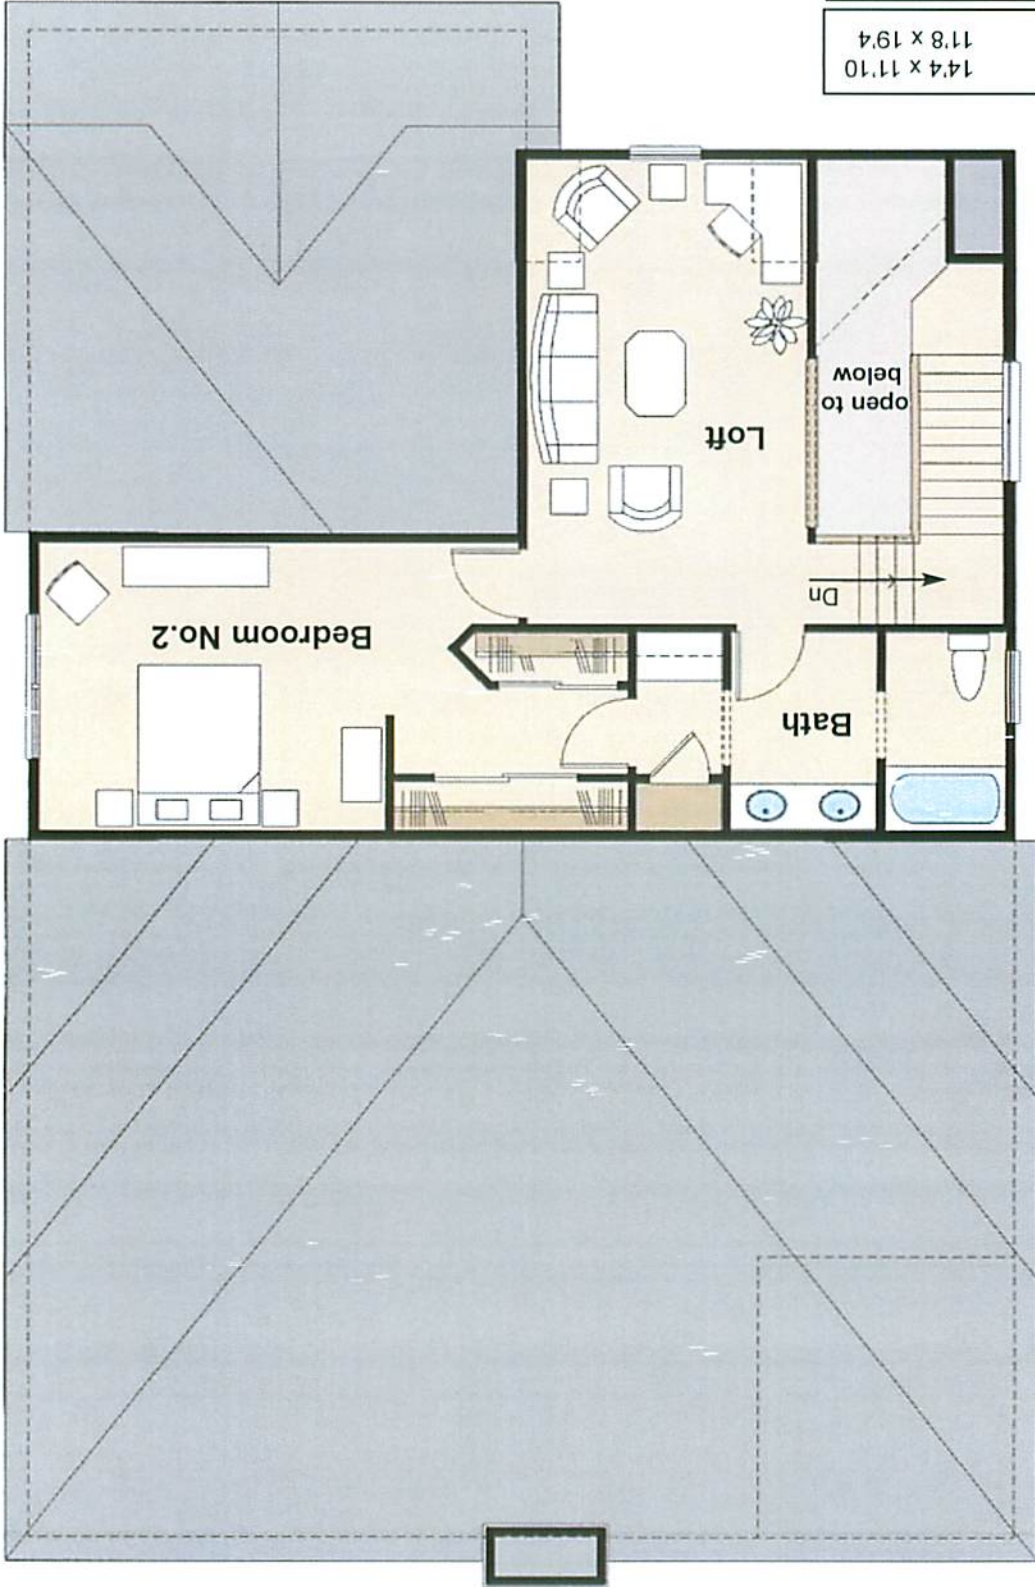 Bath
Bedroom No.2
Dn
Loft
open to
below
14'4 x 11'10
11'8 x 19'4